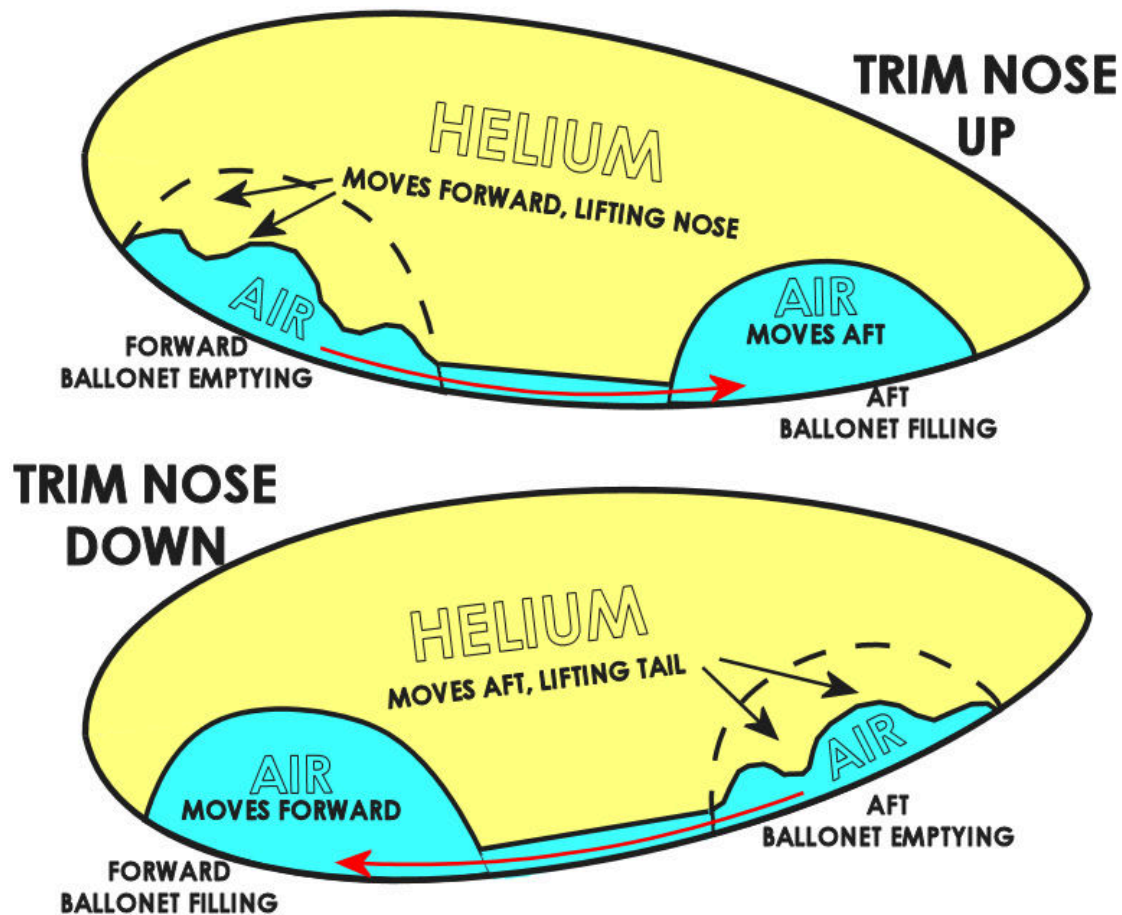 TRIM NOSE
UP
HELIUM
MOVES FORWARD, LIFTING NOSE
AIR
FORWARD
BALLONET EMPTYING
AIR
MOVES AFT
AFT
BALLONET FILLING
TRIM NOSE
DOWN
HELIUM
MOVES AFT, LIFTING TAIL
AIR
MOVES FORWARD
FORWARD
BALLONET FILLING
AIR
AFT
BALLONET EMPTYING